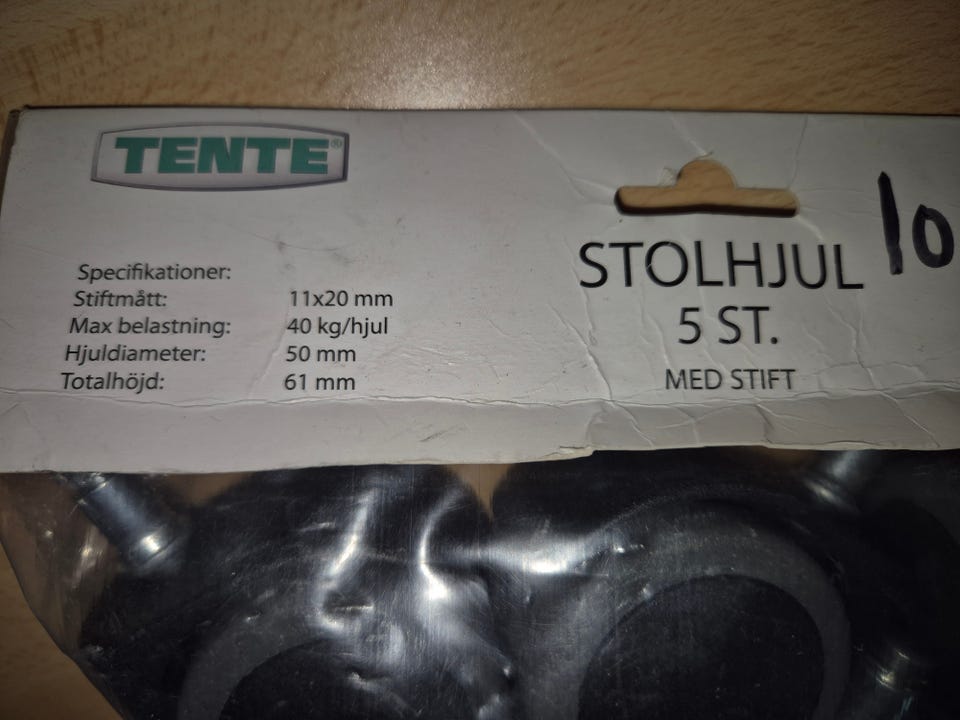 TENTE®
10
STOLHJUL
5 ST.
MED STIFT
Specifikationer:
Stiftmått: 11x20 mm
Max belastning: 40 kg/hjul
Hjuldiameter: 50 mm
Totalhöjd: 61 mm